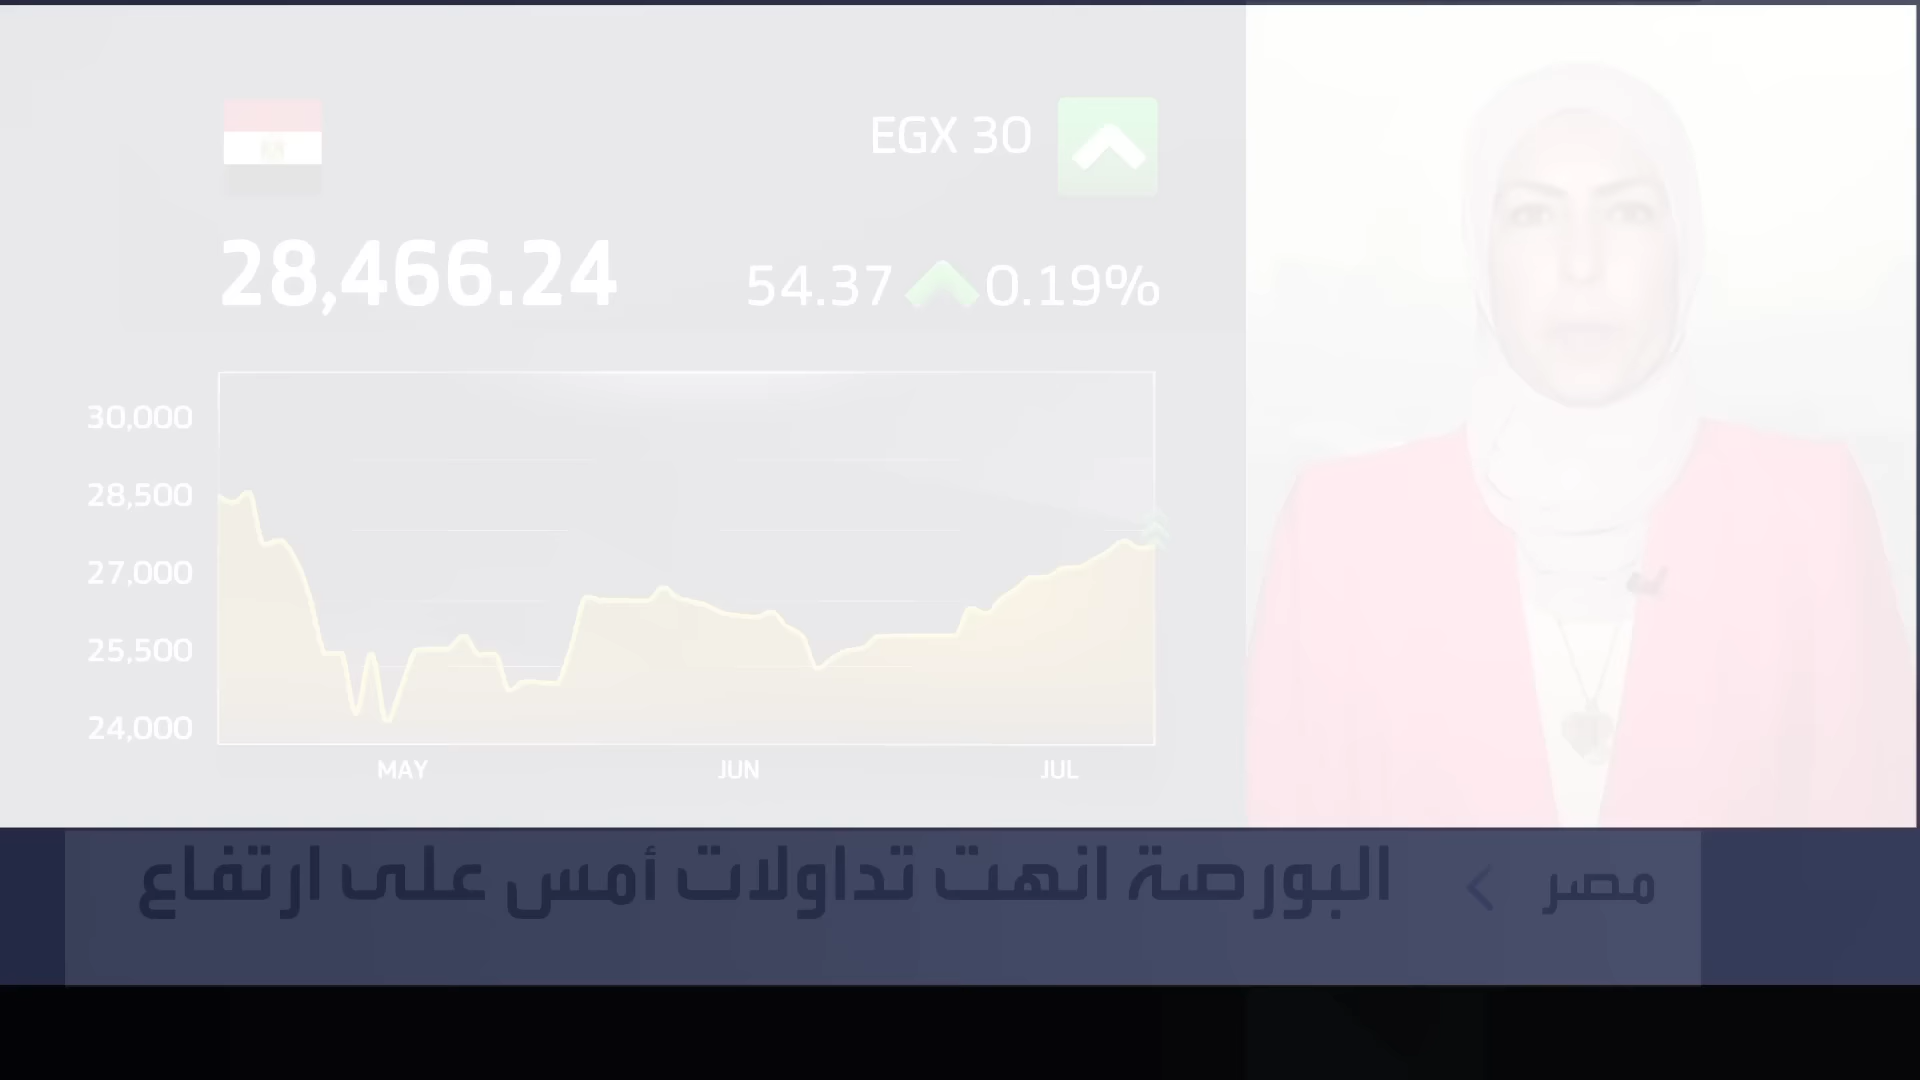 EGX 30
28,466.24
54.37 0.19%
30,000
28,500
27,000
25,500
24,000
MAY JUN JUL
مصر > البورصة انهت تداولات أمس على ارتفاع